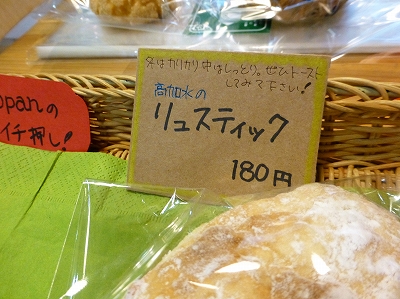 外はカリカリ中はしっとり。ぜひトースト
してみて下さい!
高加水の
リュスティック
180円
panの
イチ押し!